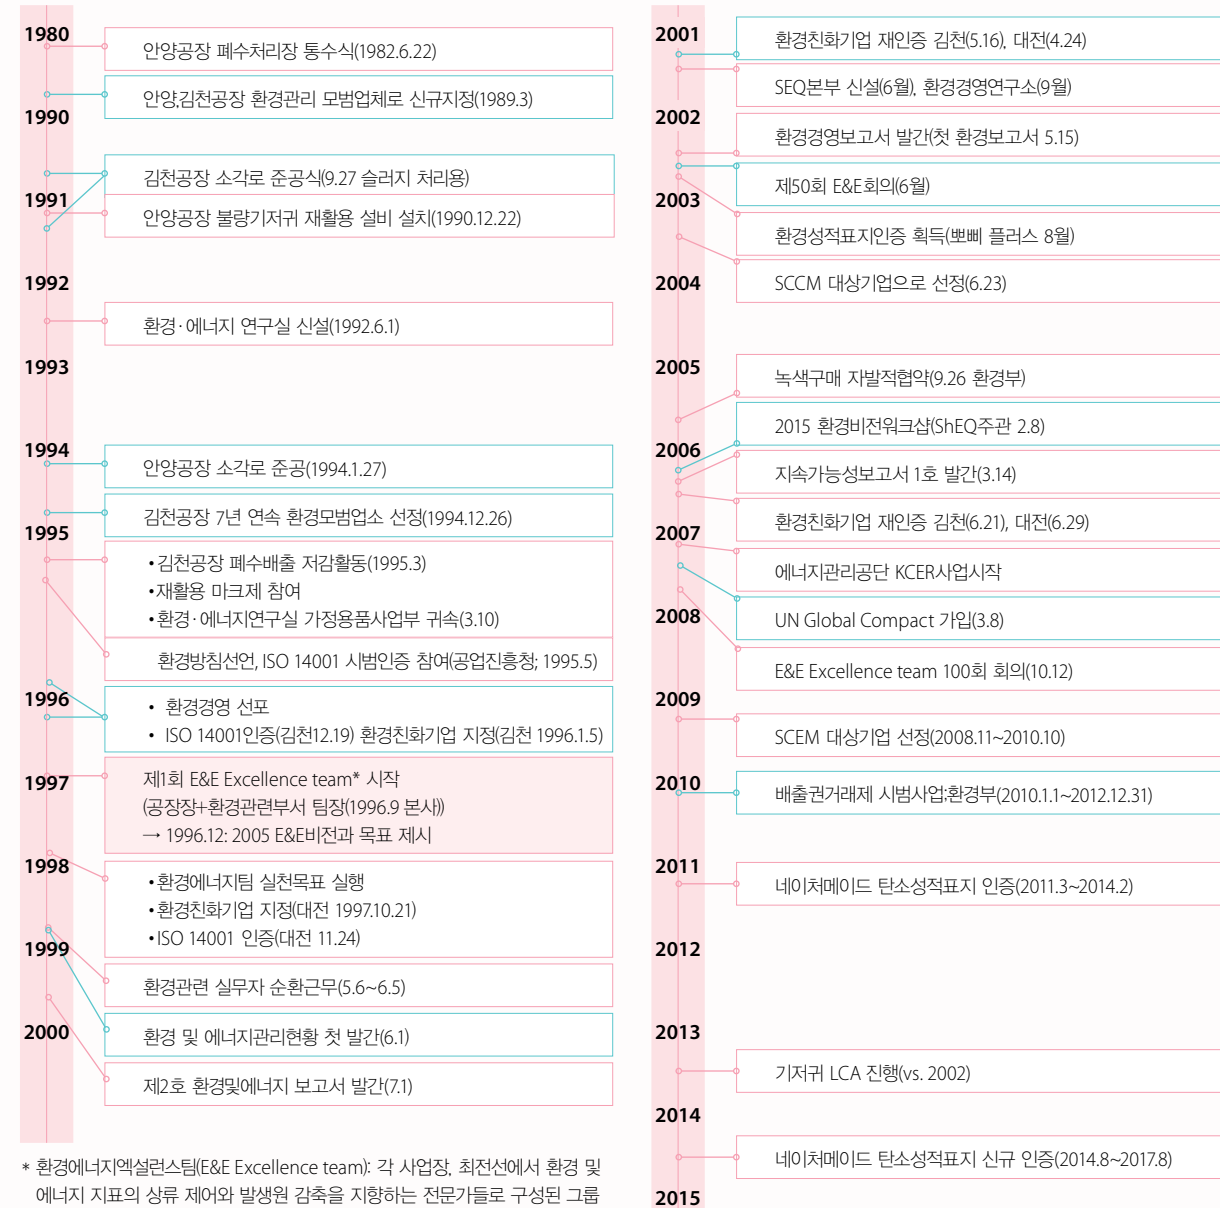 1980
안양공장 폐수처리장 통수식(1982.6.22)
안양,김천공장 환경관리 모범업체로 신규지정(1989.3)
1990
김천공장 소각로 준공식(9.27 슬러지 처리용)
1991
안양공장 불량기저귀 재활용 설비 설치(1990.12.22)
1992
환경·에너지 연구실 신설(1992.6.1)
1993
1994
안양공장 소각로 준공(1994.1.27)
김천공장 7년 연속 환경모범업소 선정(1994.12.26)
1995
•김천공장 폐수배출 저감활동(1995.3)
•재활용 마크제 참여
•환경·에너지연구실 가정용품사업부 귀속(3.10)
환경방침선언, ISO 14001 시범인증 참여(공업진흥청; 1995.5)
1996
• 환경경영 선포
• ISO 14001인증(김천12.19) 환경친화기업 지정(김천 1996.1.5)
1997
제1회 E&E Excellence team* 시작
(공장장+환경관련부서 팀장(1996.9 본사))
→ 1996.12: 2005 E&E비전과 목표 제시
1998
•환경에너지팀 실천목표 실행
•환경친화기업 지정(대전 1997.10.21)
•ISO 14001 인증(대전 11.24)
1999
환경관련 실무자 순환근무(5.6~6.5)
2000
환경 및 에너지관리현황 첫 발간(6.1)
제2호 환경및에너지 보고서 발간(7.1)
* 환경에너지엑설런스팀(E&E Excellence team): 각 사업장, 최전선에서 환경 및
에너지 지표의 상류 제어와 발생원 감축을 지향하는 전문가들로 구성된 그룹
2001
환경친화기업 재인증 김천(5.16), 대전(4.24)
SEQ본부 신설(6월), 환경경영연구소(9월)
2002
환경경영보고서 발간(첫 환경보고서 5.15)
제50회 E&E회의(6월)
2003
환경성적표지인증 획득(뽀삐 플러스 8월)
2004
SCCM 대상기업으로 선정(6.23)
2005
녹색구매 자발적협약(9.26 환경부)
2015 환경비전워크샵(ShEQ주관 2.8)
2006
지속가능성보고서 1호 발간(3.14)
환경친화기업 재인증 김천(6.21), 대전(6.29)
2007
에너지관리공단 KCER사업시작
2008
UN Global Compact 가입(3.8)
E&E Excellence team 100회 회의(10.12)
2009
SCEM 대상기업 선정(2008.11~2010.10)
2010
배출권거래제 시범사업;환경부(2010.1.1~2012.12.31)
2011
네이처메이드 탄소성적표지 인증(2011.3~2014.2)
2012
2013
기저귀 LCA 진행(vs. 2002)
2014
네이처메이드 탄소성적표지 신규 인증(2014.8~2017.8)
2015